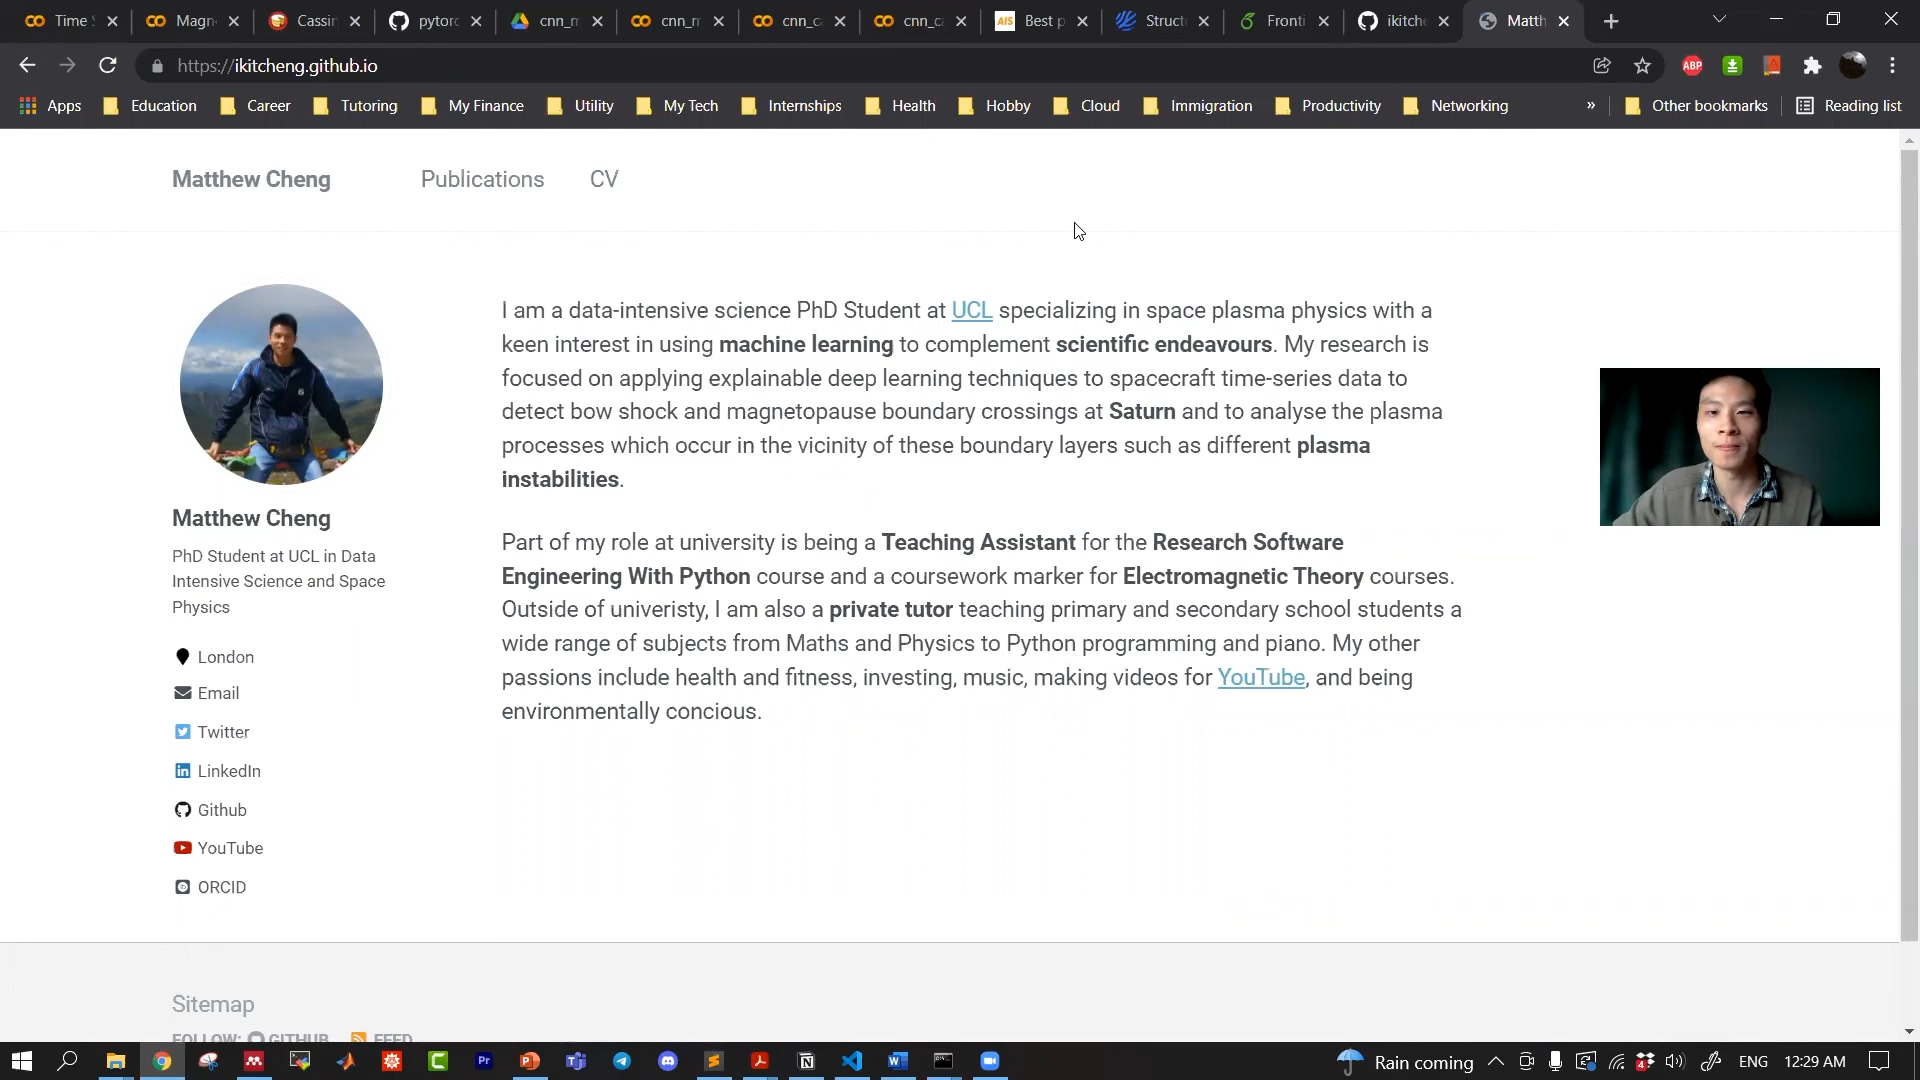 Time
Magn
Cassin
pytorc
cnn_m
cnn_m
cnn_ca
cnn_ca
AIS Best p
Struct
Fronti
ikitche
Matth
https://ikitcheng.github.io
ABP
Apps
Education
Career
Tutoring
My Finance
Utility
My Tech
Internships
Health
Hobby
Cloud
Immigration
Productivity
Networking
»
Other bookmarks
Reading list
Matthew Cheng
Publications
CV
I am a data-intensive science PhD Student at UCL specializing in space plasma physics with a
keen interest in using machine learning to complement scientific endeavours. My research is
focused on applying explainable deep learning techniques to spacecraft time-series data to
detect bow shock and magnetopause boundary crossings at Saturn and to analyse the plasma
processes which occur in the vicinity of these boundary layers such as different plasma
instabilities.
Matthew Cheng
PhD Student at UCL in Data
Intensive Science and Space
Physics
London
Email
Twitter
LinkedIn
Github
YouTube
ORCID
Part of my role at university is being a Teaching Assistant for the Research Software
Engineering With Python course and a coursework marker for Electromagnetic Theory courses.
Outside of univeristy, I am also a private tutor teaching primary and secondary school students a
wide range of subjects from Maths and Physics to Python programming and piano. My other
passions include health and fitness, investing, music, making videos for YouTube, and being
environmentally concious.
Sitemap
FOLLOW: GITHUB FEED
Rain coming
ENG
12:29 AM